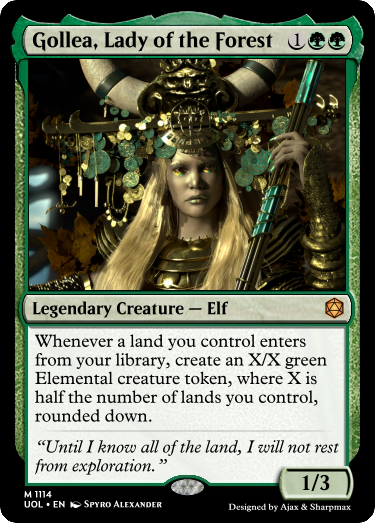 Gollea, Lady of the Forest 1
Legendary Creature — Elf
Whenever a land you control enters
from your library, create an X/X green
Elemental creature token, where X is
half the number of lands you control,
rounded down.
“Until I know all of the land, I will not rest
from exploration.”
1/3
M 1114
UOL • EN Spyro Alexander
Designed by Ajax & Sharpmax